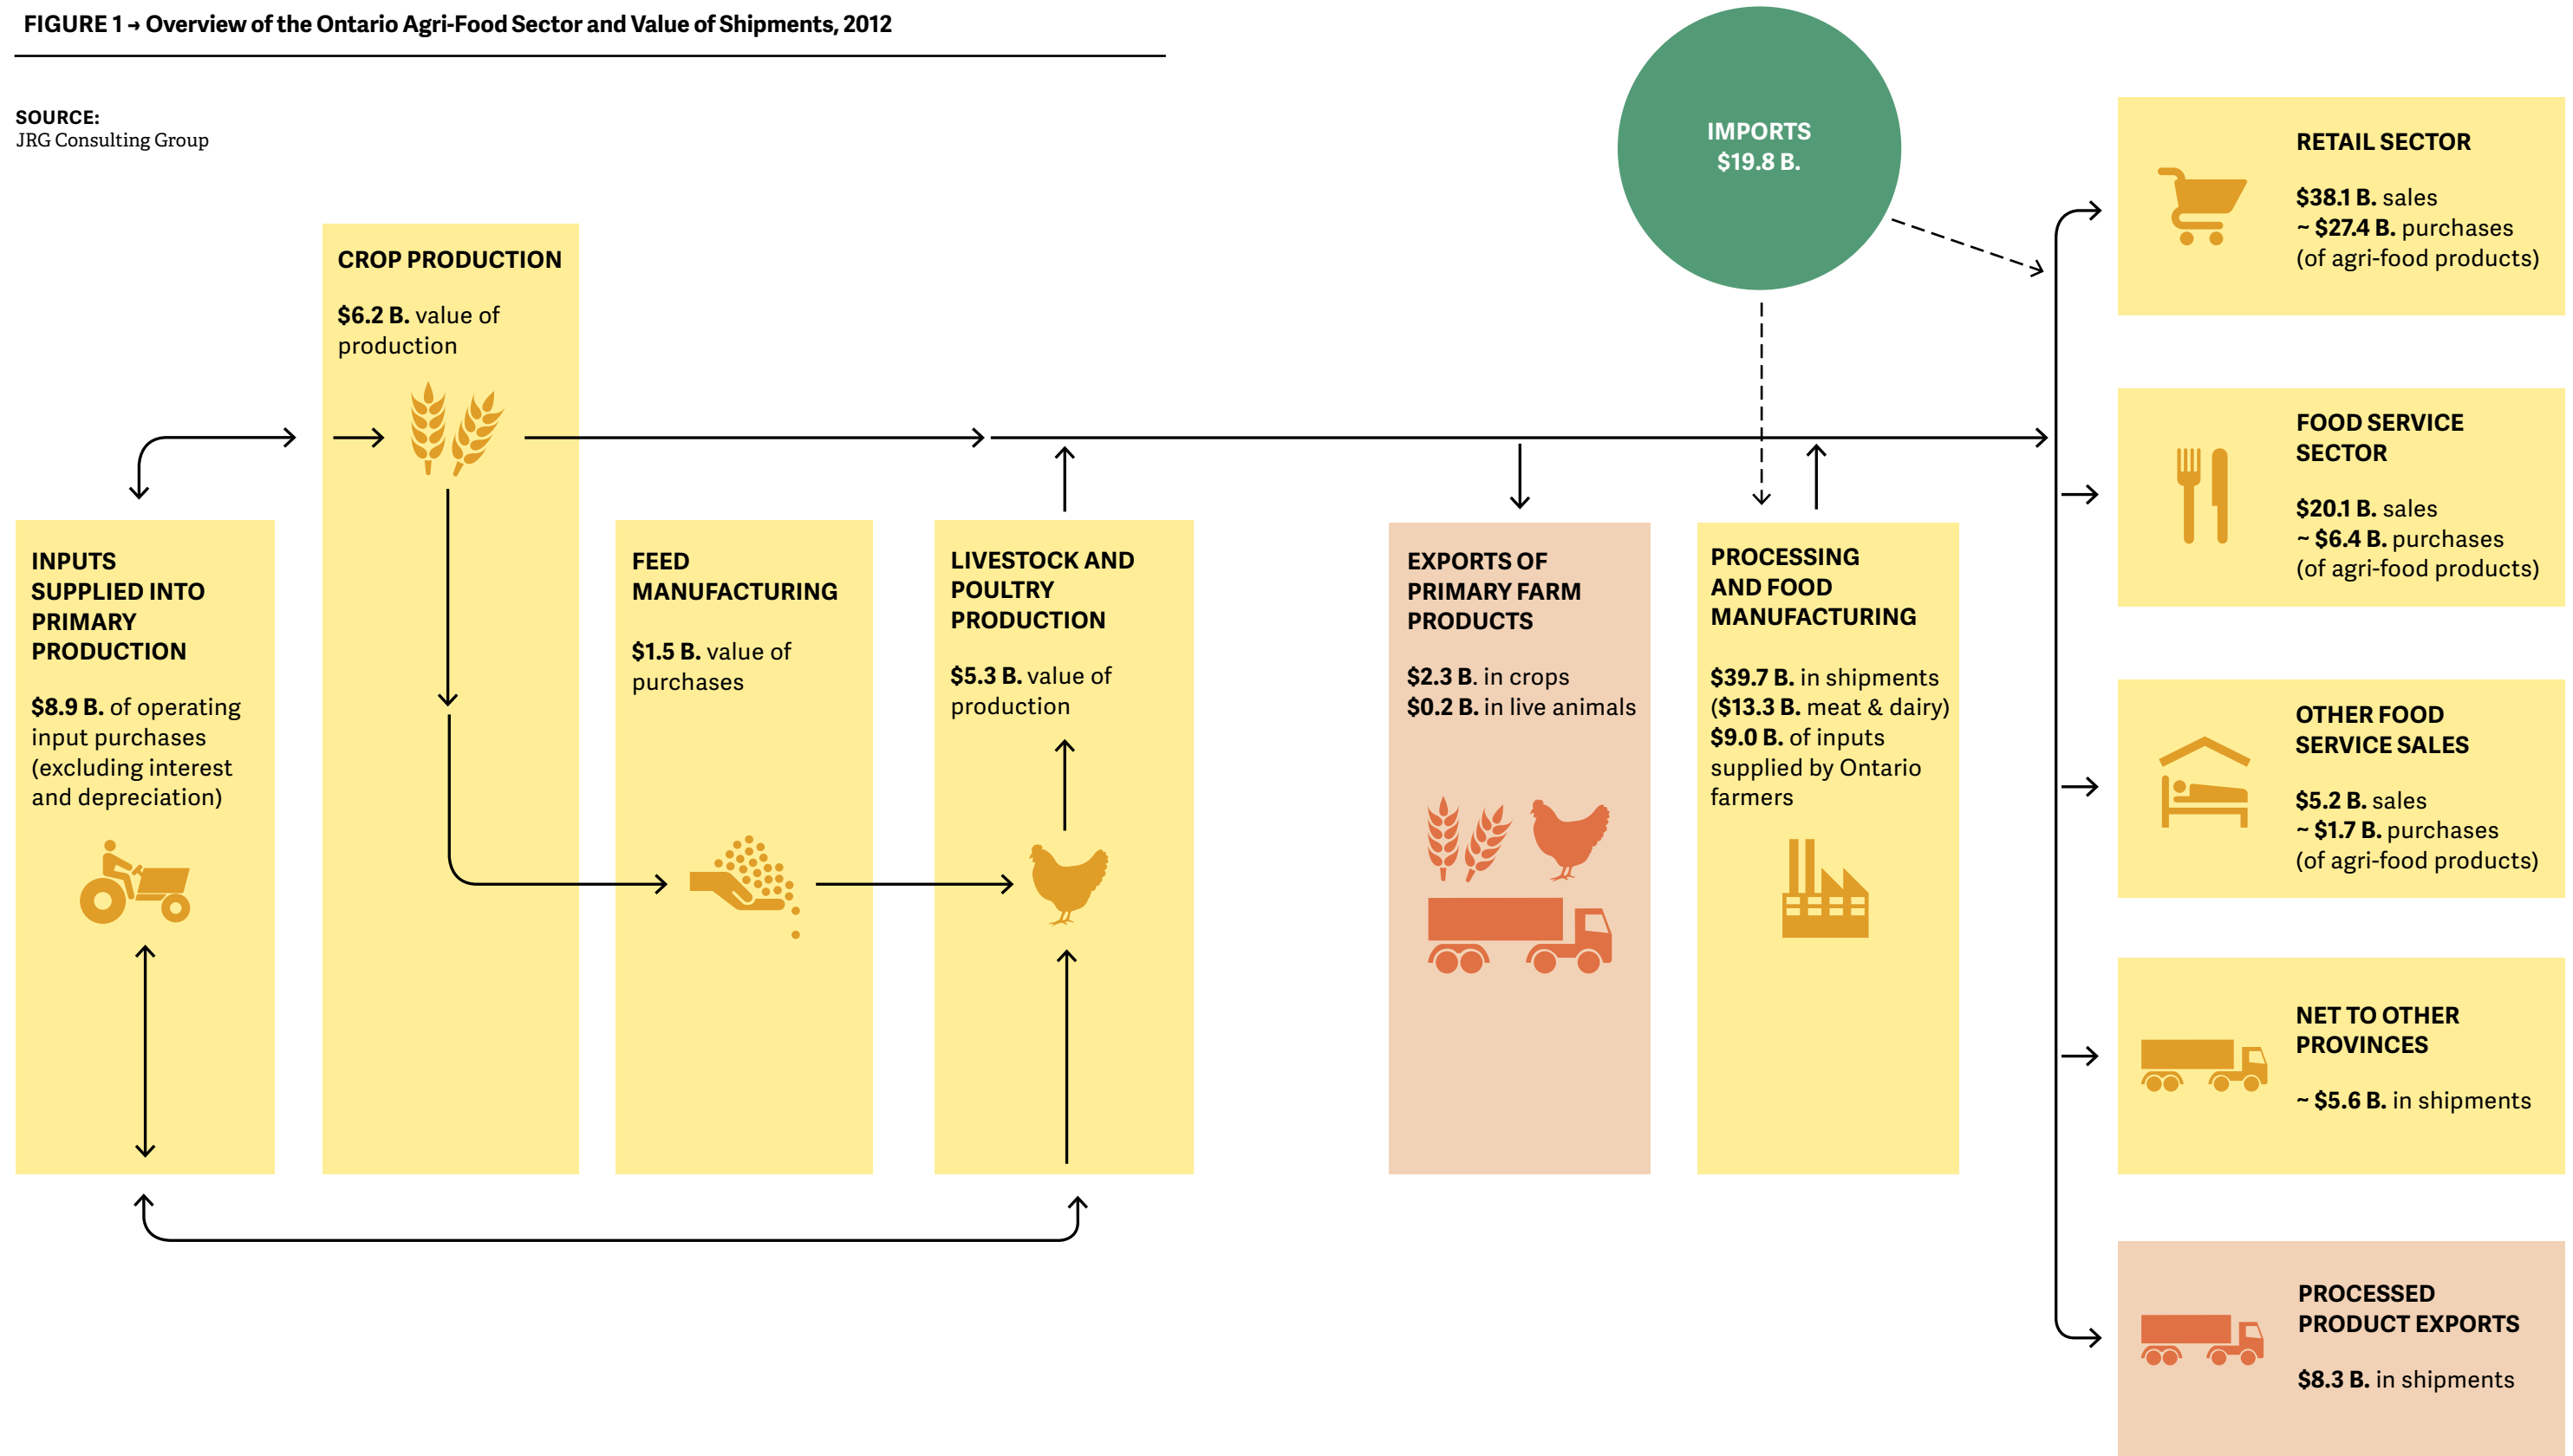 FIGURE 1 → Overview of the Ontario Agri-Food Sector and Value of Shipments, 2012
SOURCE:
JRG Consulting Group
IMPORTS
$19.8 B.
CROP PRODUCTION
$6.2 B. value of
production
INPUTS
SUPPLIED INTO
PRIMARY
PRODUCTION
$8.9 B. of operating
input purchases
(excluding interest
and depreciation)
FEED
MANUFACTURING
$1.5 B. value of
purchases
LIVESTOCK AND
POULTRY
PRODUCTION
$5.3 B. value of
production
EXPORTS OF
PRIMARY FARM
PRODUCTS
$2.3 B. in crops
$0.2 B. in live animals
PROCESSING
AND FOOD
MANUFACTURING
$39.7 B. in shipments
($13.3 B. meat & dairy)
$9.0 B. of inputs
supplied by Ontario
farmers
RETAIL SECTOR
$38.1 B. sales
~ $27.4 B. purchases
(of agri-food products)
FOOD SERVICE
SECTOR
$20.1 B. sales
~ $6.4 B. purchases
(of agri-food products)
OTHER FOOD
SERVICE SALES
$5.2 B. sales
~ $1.7 B. purchases
(of agri-food products)
NET TO OTHER
PROVINCES
~ $5.6 B. in shipments
PROCESSED
PRODUCT EXPORTS
$8.3 B. in shipments